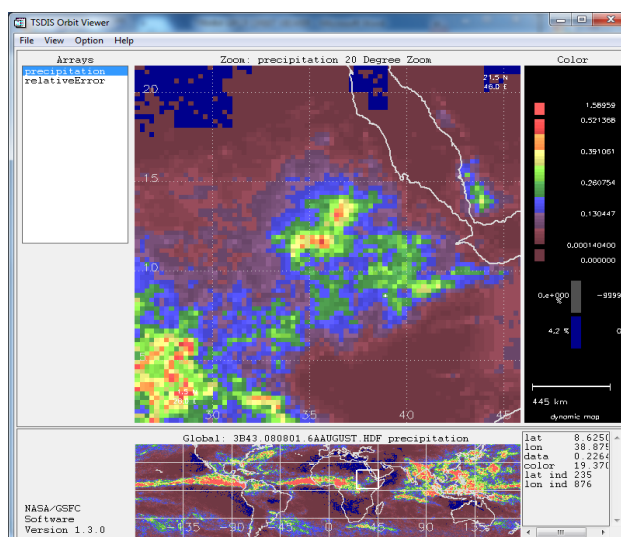 TSDIS Orbit Viewer
File View Option Help
Arrays
precipitation
relativeError
Zoom: precipitation 20 Degree Zoom
21.5 N
46.0 E
20
15
10
30
35
40
45
Color
1.58959
0.521368
0.391051
0.260754
0.130447
0.000140400
0.000000
0.e+000
%
-9999
4.2 %
0
445 km
dynamic map
Global: 3B43.080801.6AAUGUST.HDF precipitation
-135 -90 -45 0 45 90 135
NASA/GSFC
Software
Version 1.3.0
lat 8.6250
lon 38.875
data 0.2264
color 19.370
lat ind 235
lon ind 876